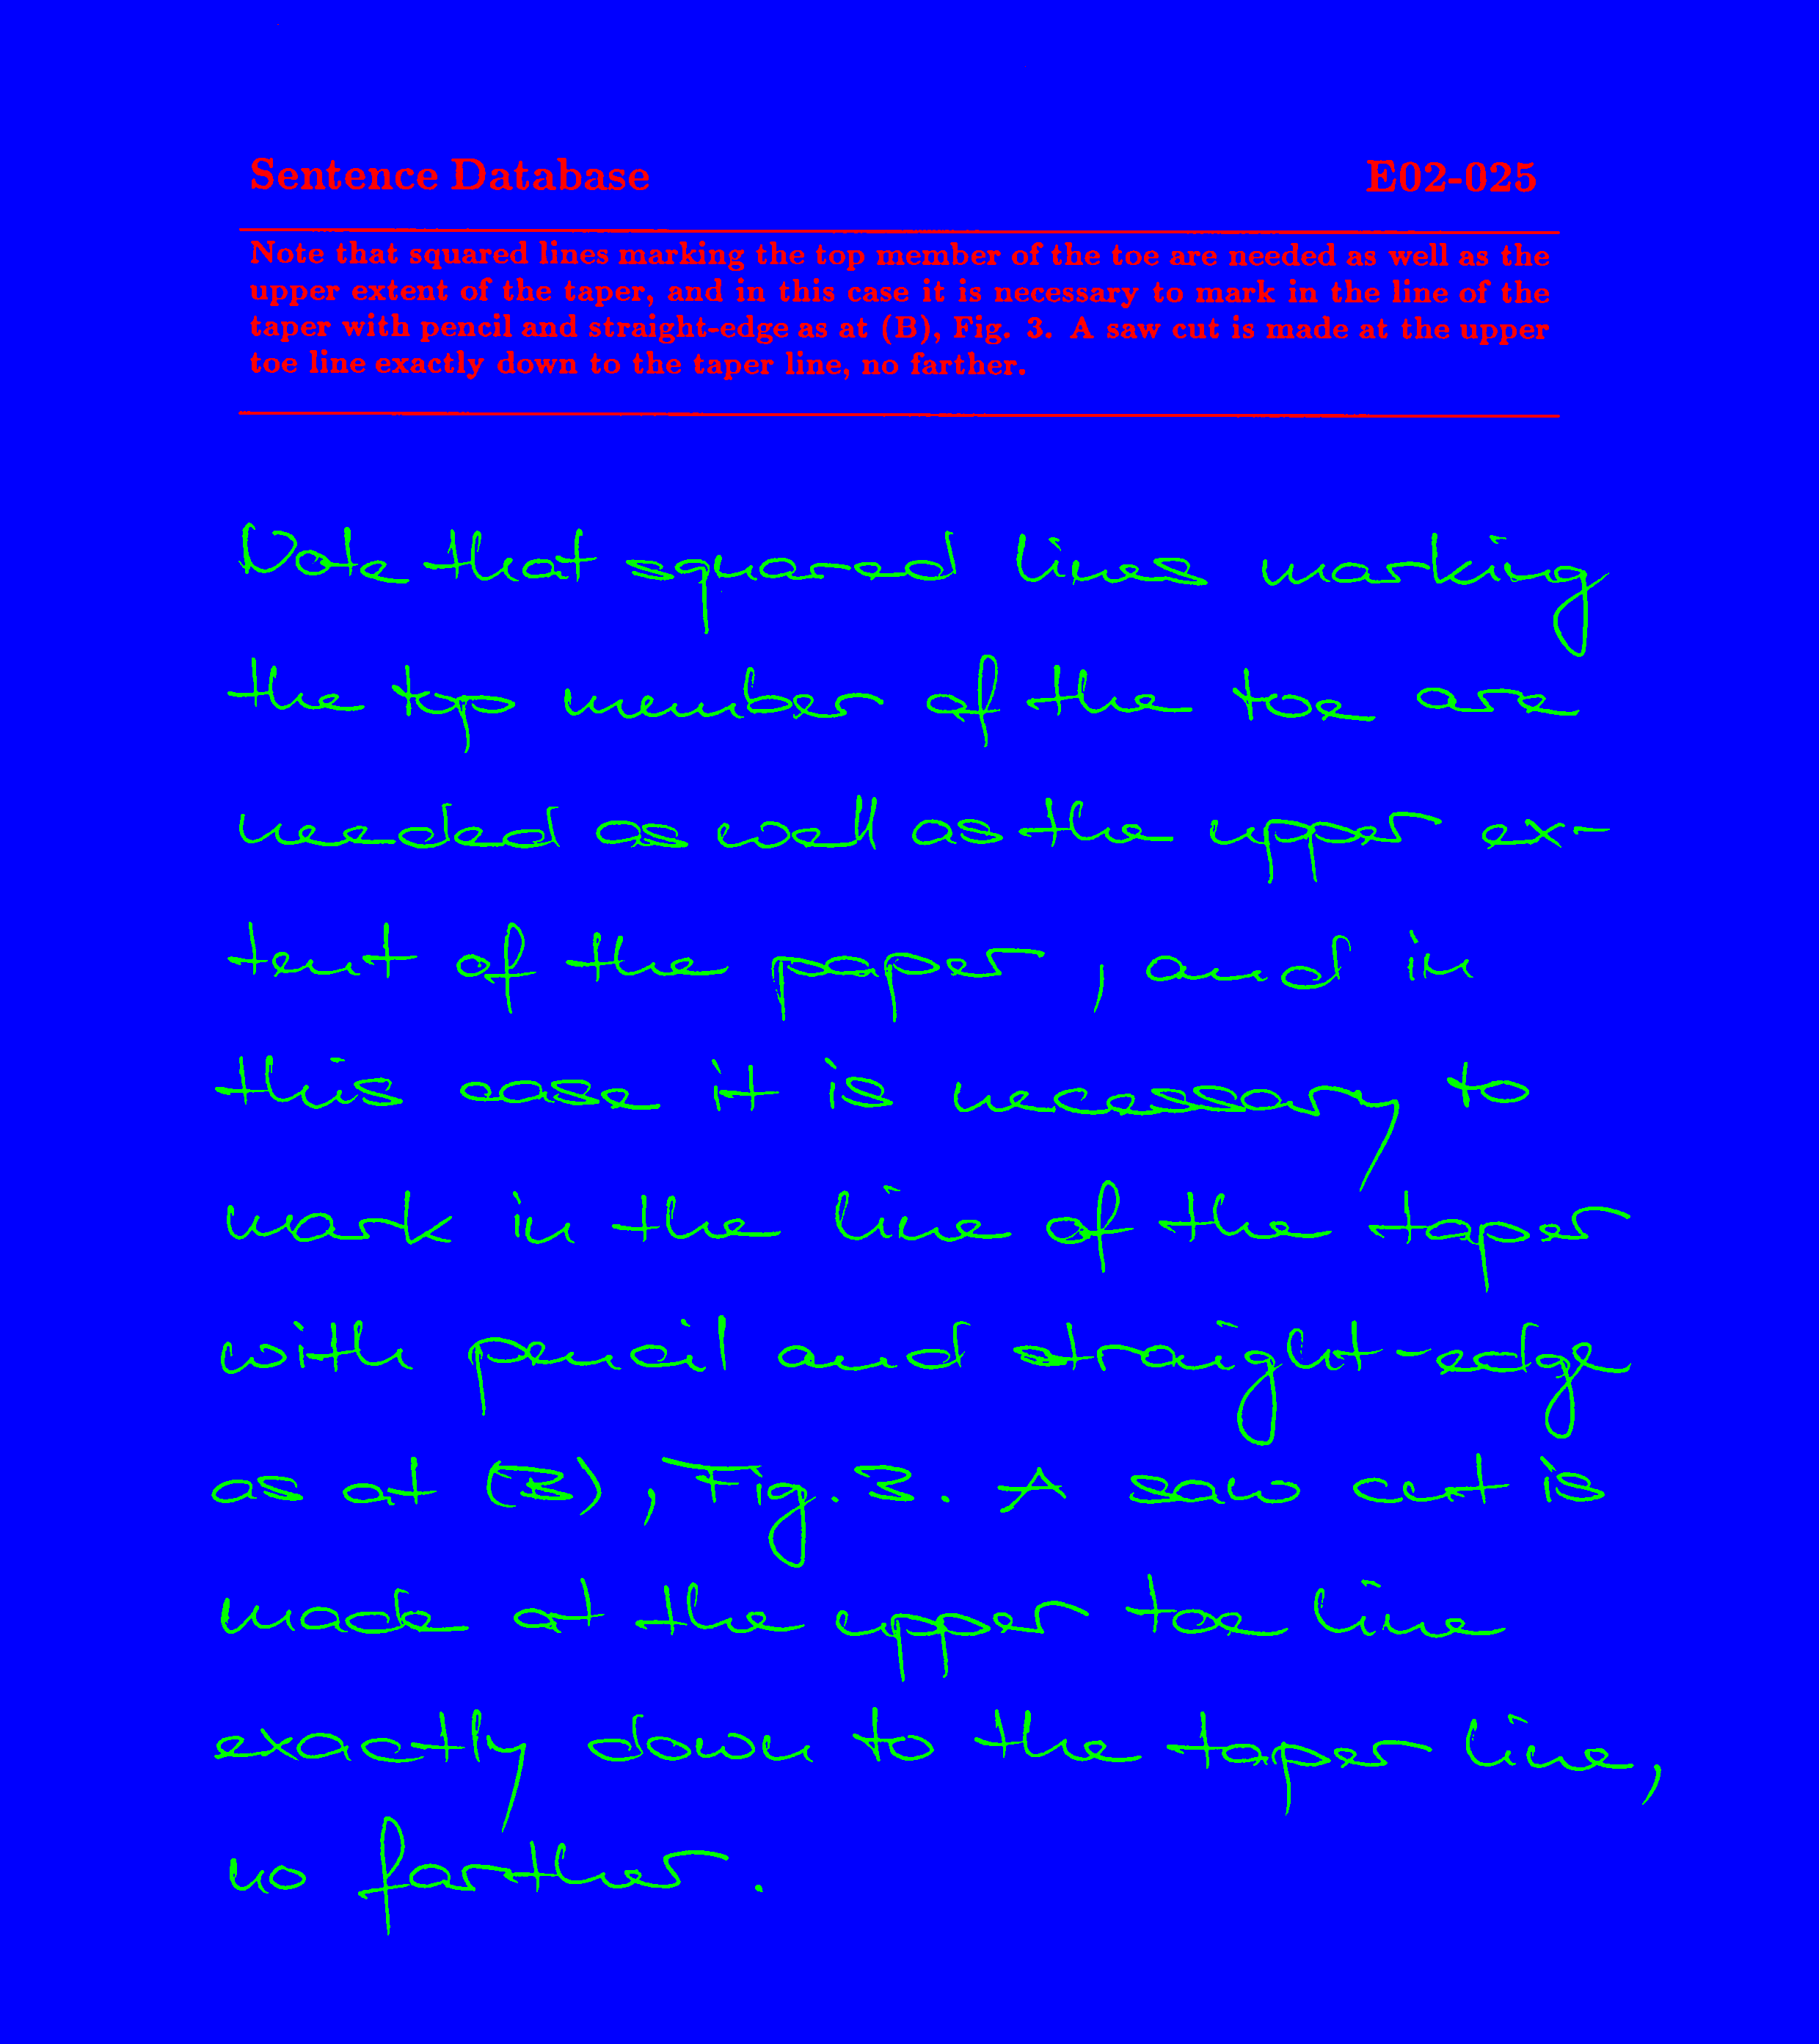 Sentence Database E02-025
Note that squared lines marking the top member of the toe are needed as well as the
upper extent of the taper, and in this case it is necessary to mark in the line of the
taper with pencil and straight-edge as at (B), Fig. 3. A saw cut is made at the upper
toe line exactly down to the taper line, no farther.
Note that squared lines marking
the top member of the toe are
needed as well as the upper ex-
tent of the paper, and in
this case it is necessary to
mark in the line of the taper
with pencil and straight-edge
as at (B), Fig. 3. A saw cut is
made at the upper toe line
exactly down to the taper line,
no farther.